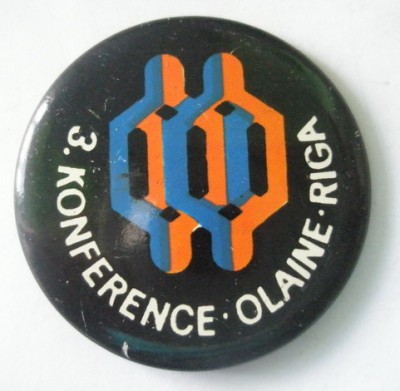 3. KONFERENCE · OLAINE · RIGA